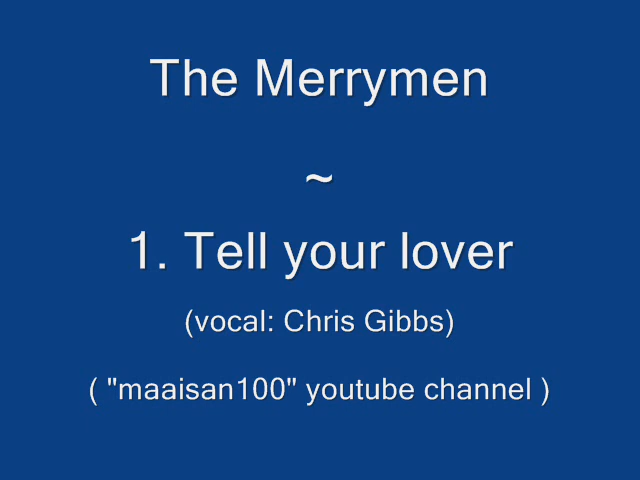 The Merrymen
~
1. Tell your lover
(vocal: Chris Gibbs)
( "maaisan100" youtube channel )